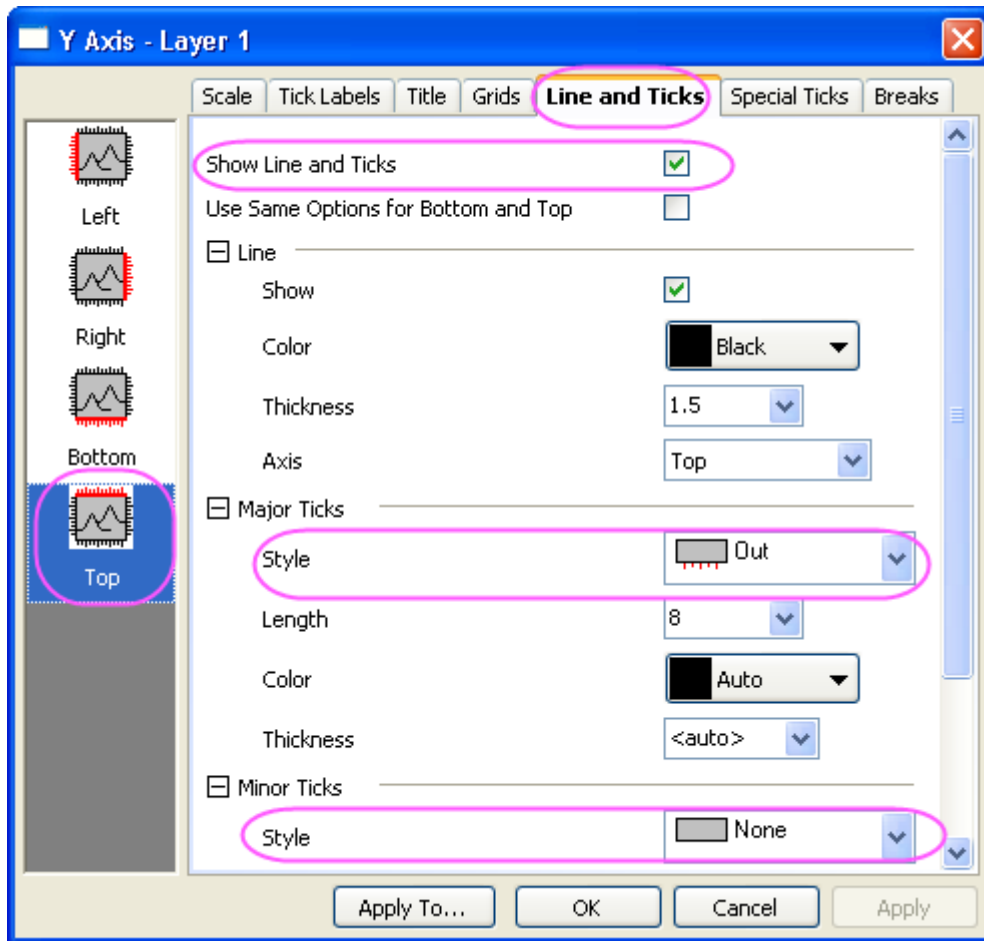 Y Axis - Layer 1
Scale Tick Labels Title Grids Line and Ticks Special Ticks Breaks
Left
Right
Bottom
Top
Show Line and Ticks
Use Same Options for Bottom and Top
Line
Show
Color Black
Thickness 1.5
Axis Top
Major Ticks
Style Out
Length 8
Color Auto
Thickness <auto>
Minor Ticks
Style None
Apply To... OK Cancel Apply